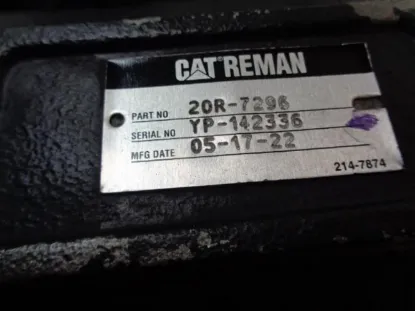 CAT REMAN
PART NO 20R-7296
SERIAL NO YP-142336
MFG DATE 05-17-22
214-7874